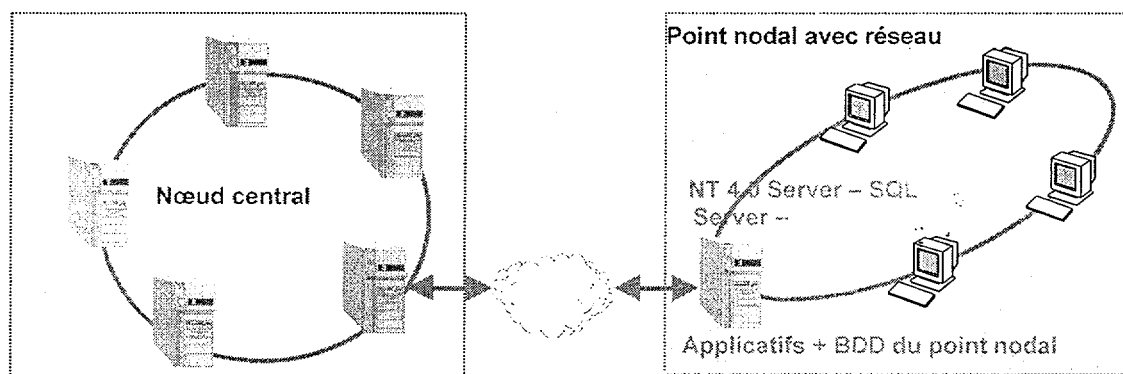 Point nodal avec réseau
Nœud central
NT 4.0 Server – SQL
Server –
Applicatifs + BDD du point nodal